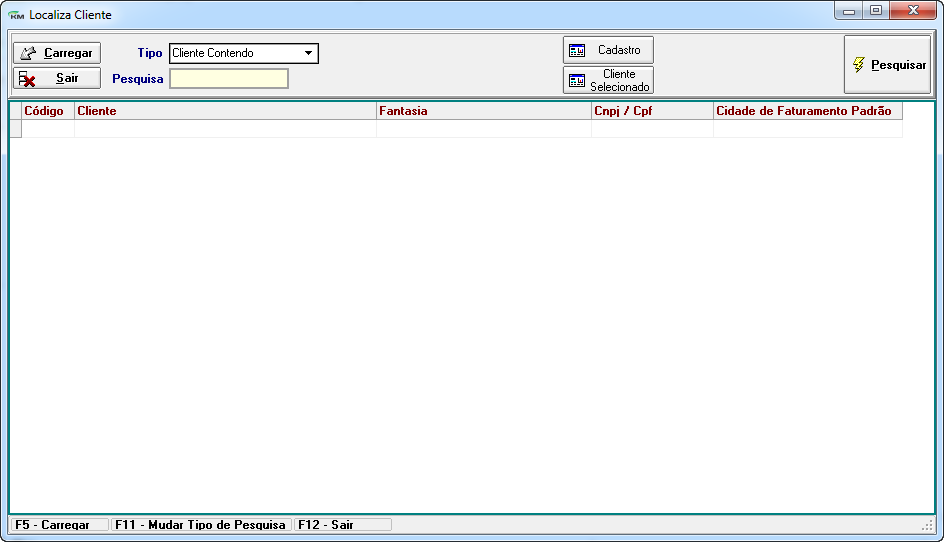 KM Localiza Cliente
Carregar
Tipo Cliente Contendo
Cadastro
Sair
Pesquisa
Cliente
Selecionado
Pesquisar
Código Cliente Fantasia Cnpj / Cpf Cidade de Faturamento Padrão
F5 - Carregar F11 - Mudar Tipo de Pesquisa F12 - Sair